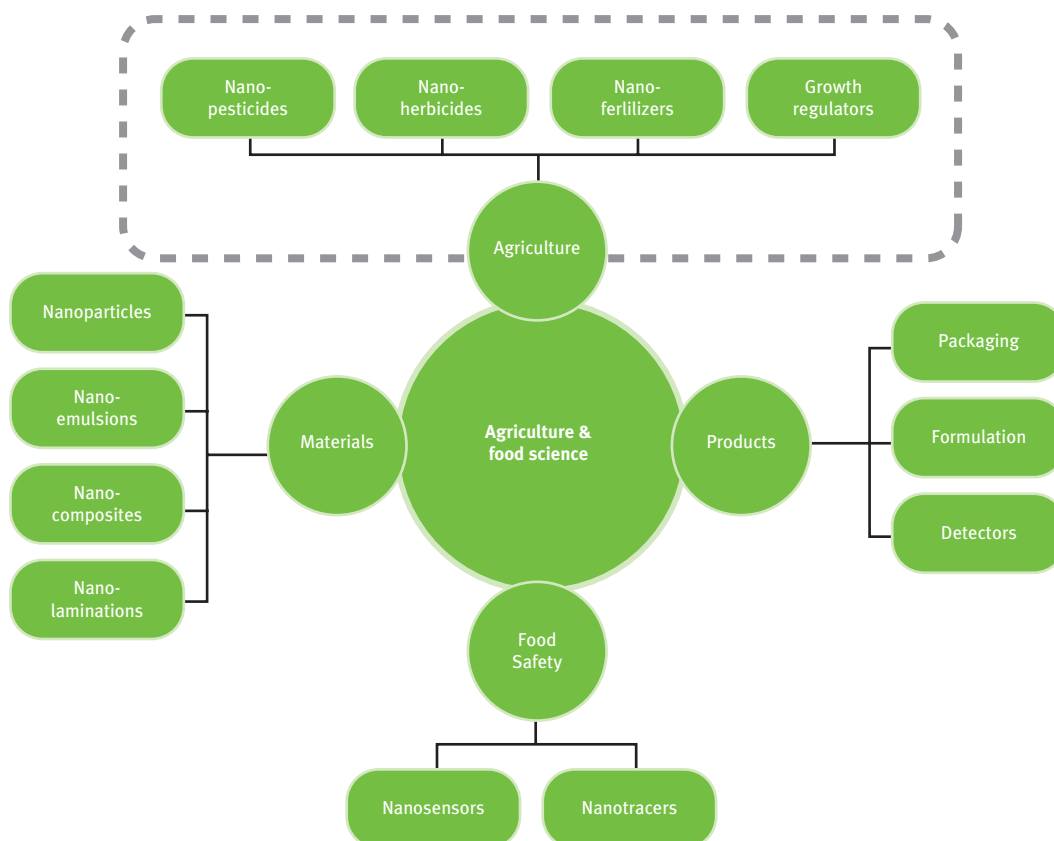 Nano-
pesticides
Nano-
herbicides
Nano-
ferlilizers
Growth
regulators
Agriculture
Nanoparticles
Nano-
emulsions
Nano-
composites
Nano-
laminations
Materials
Agriculture &
food science
Products
Packaging
Formulation
Detectors
Food
Safety
Nanosensors
Nanotracers